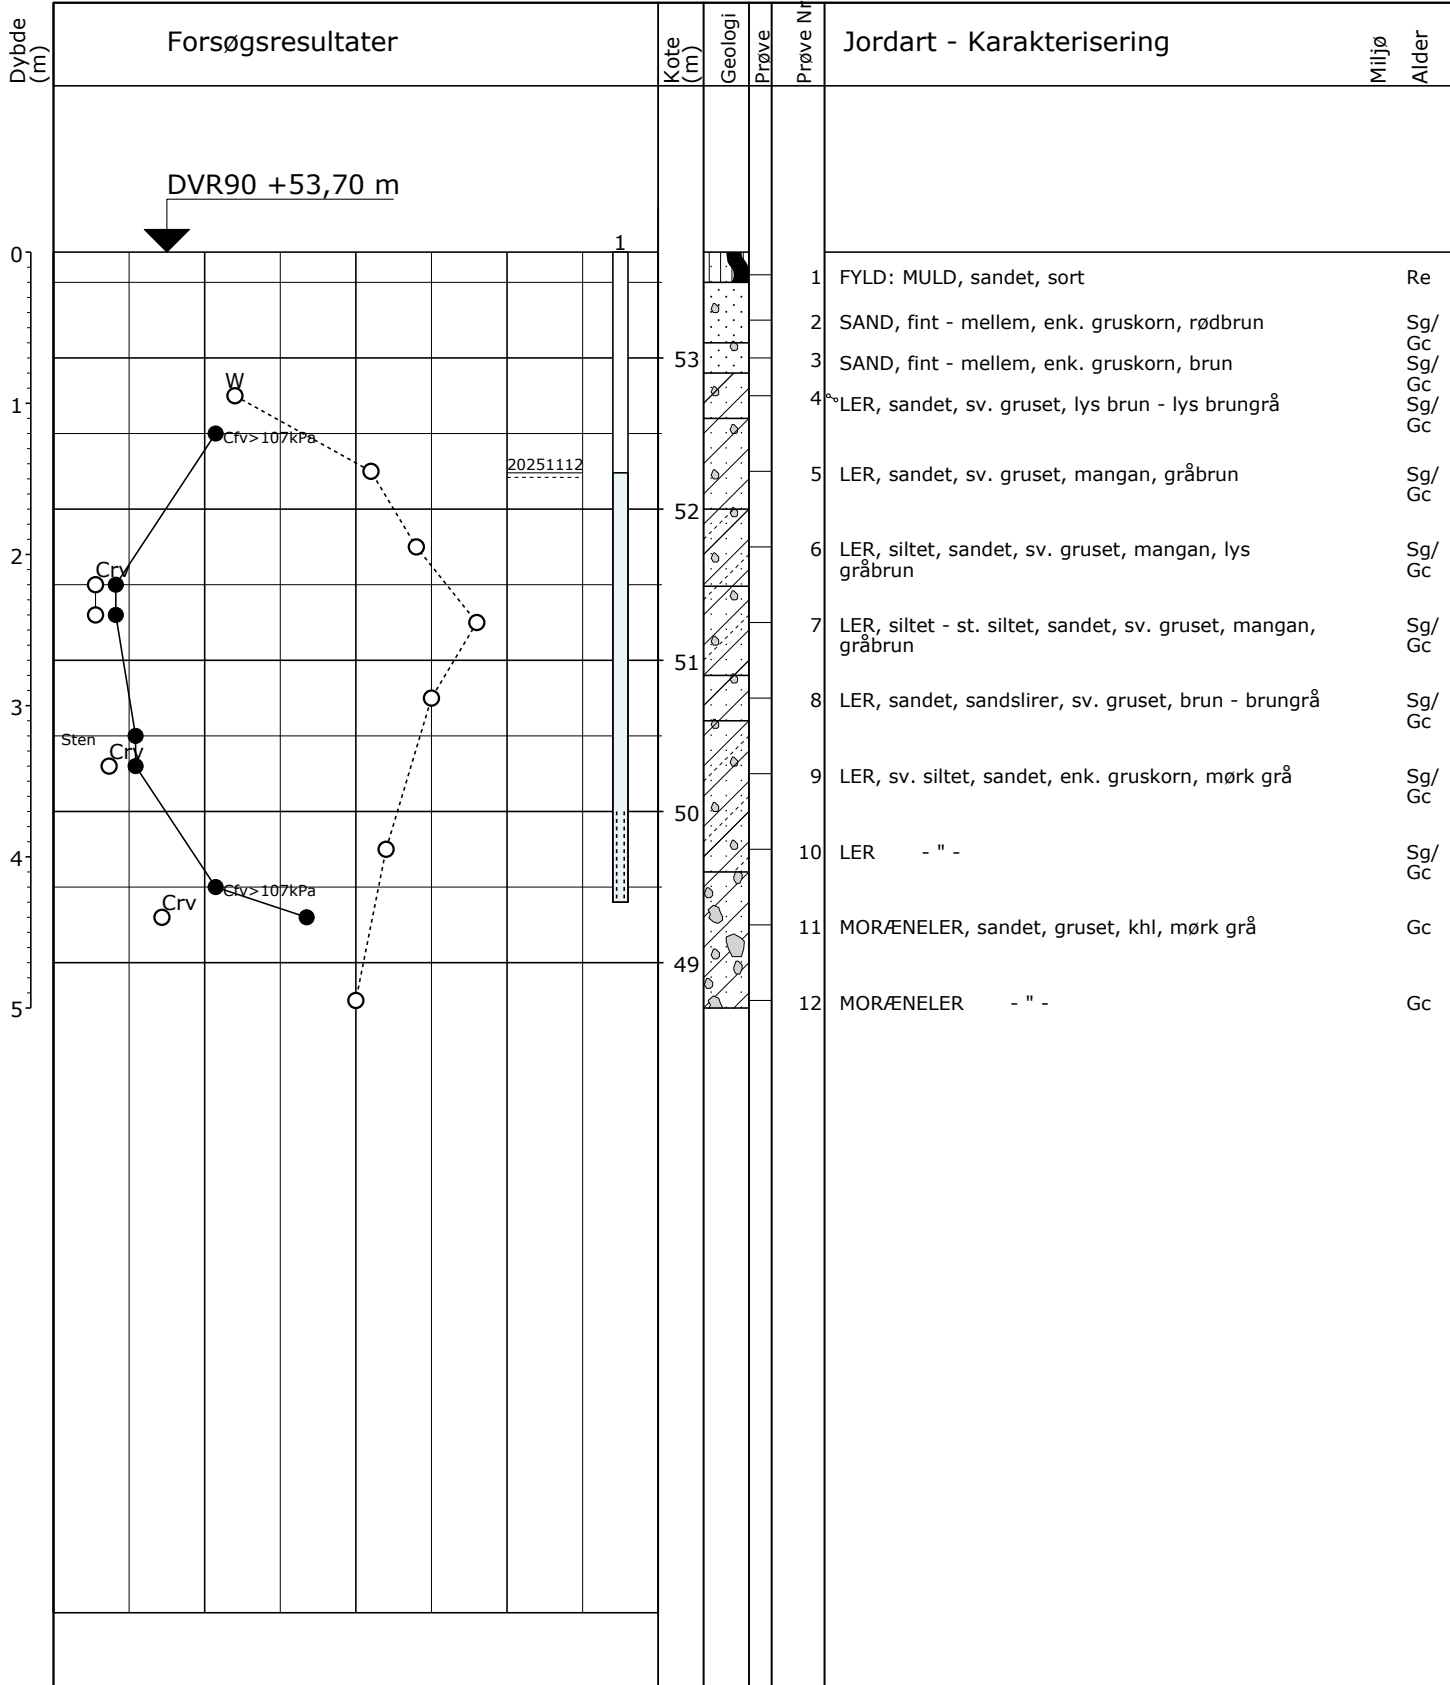 Dybde (m)
Forsøgsresultater
Kote (m)
Geologi
Prøve
Prøve Nr
Jordart - Karakterisering
Miljø
Alder
DVR90 +53,70 m
0
1
1 FYLD: MULD, sandet, sort Re
2 SAND, fint - mellem, enk. gruskorn, rødbrun Sg/
Gc
53
3 SAND, fint - mellem, enk. gruskorn, brun Sg/
Gc
W
1
4 LER, sandet, sv. gruset, lys brun - lys brungrå Sg/
Gc
Cfv>107kPa
20251112
5 LER, sandet, sv. gruset, mangan, gråbrun Sg/
Gc
52
2
6 LER, siltet, sandet, sv. gruset, mangan, lys Sg/
gråbrun Gc
Crv
7 LER, siltet - st. siltet, sandet, sv. gruset, mangan, Sg/
gråbrun Gc
51
3
8 LER, sandet, sandslirer, sv. gruset, brun - brungrå Sg/
Gc
Sten
Crv
9 LER, sv. siltet, sandet, enk. gruskorn, mørk grå Sg/
Gc
50
4
10 LER - " - Sg/
Gc
Cfv>107kPa
Crv
11 MORÆNELER, sandet, gruset, khl, mørk grå Gc
49
5
12 MORÆNELER - " - Gc